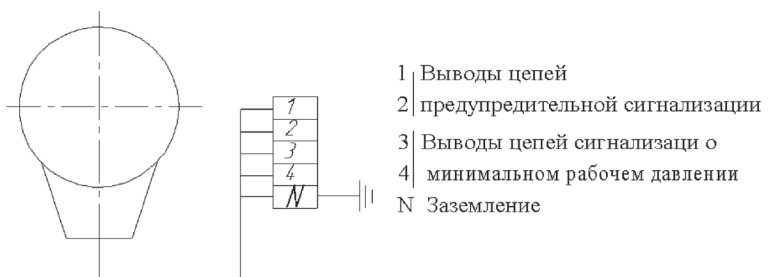 1
2
3
4
N
1 Выводы цепей
2 предупредительной сигнализации
3 Выводы цепей сигнализаци о
4 минимальном рабочем давлении
N Заземление